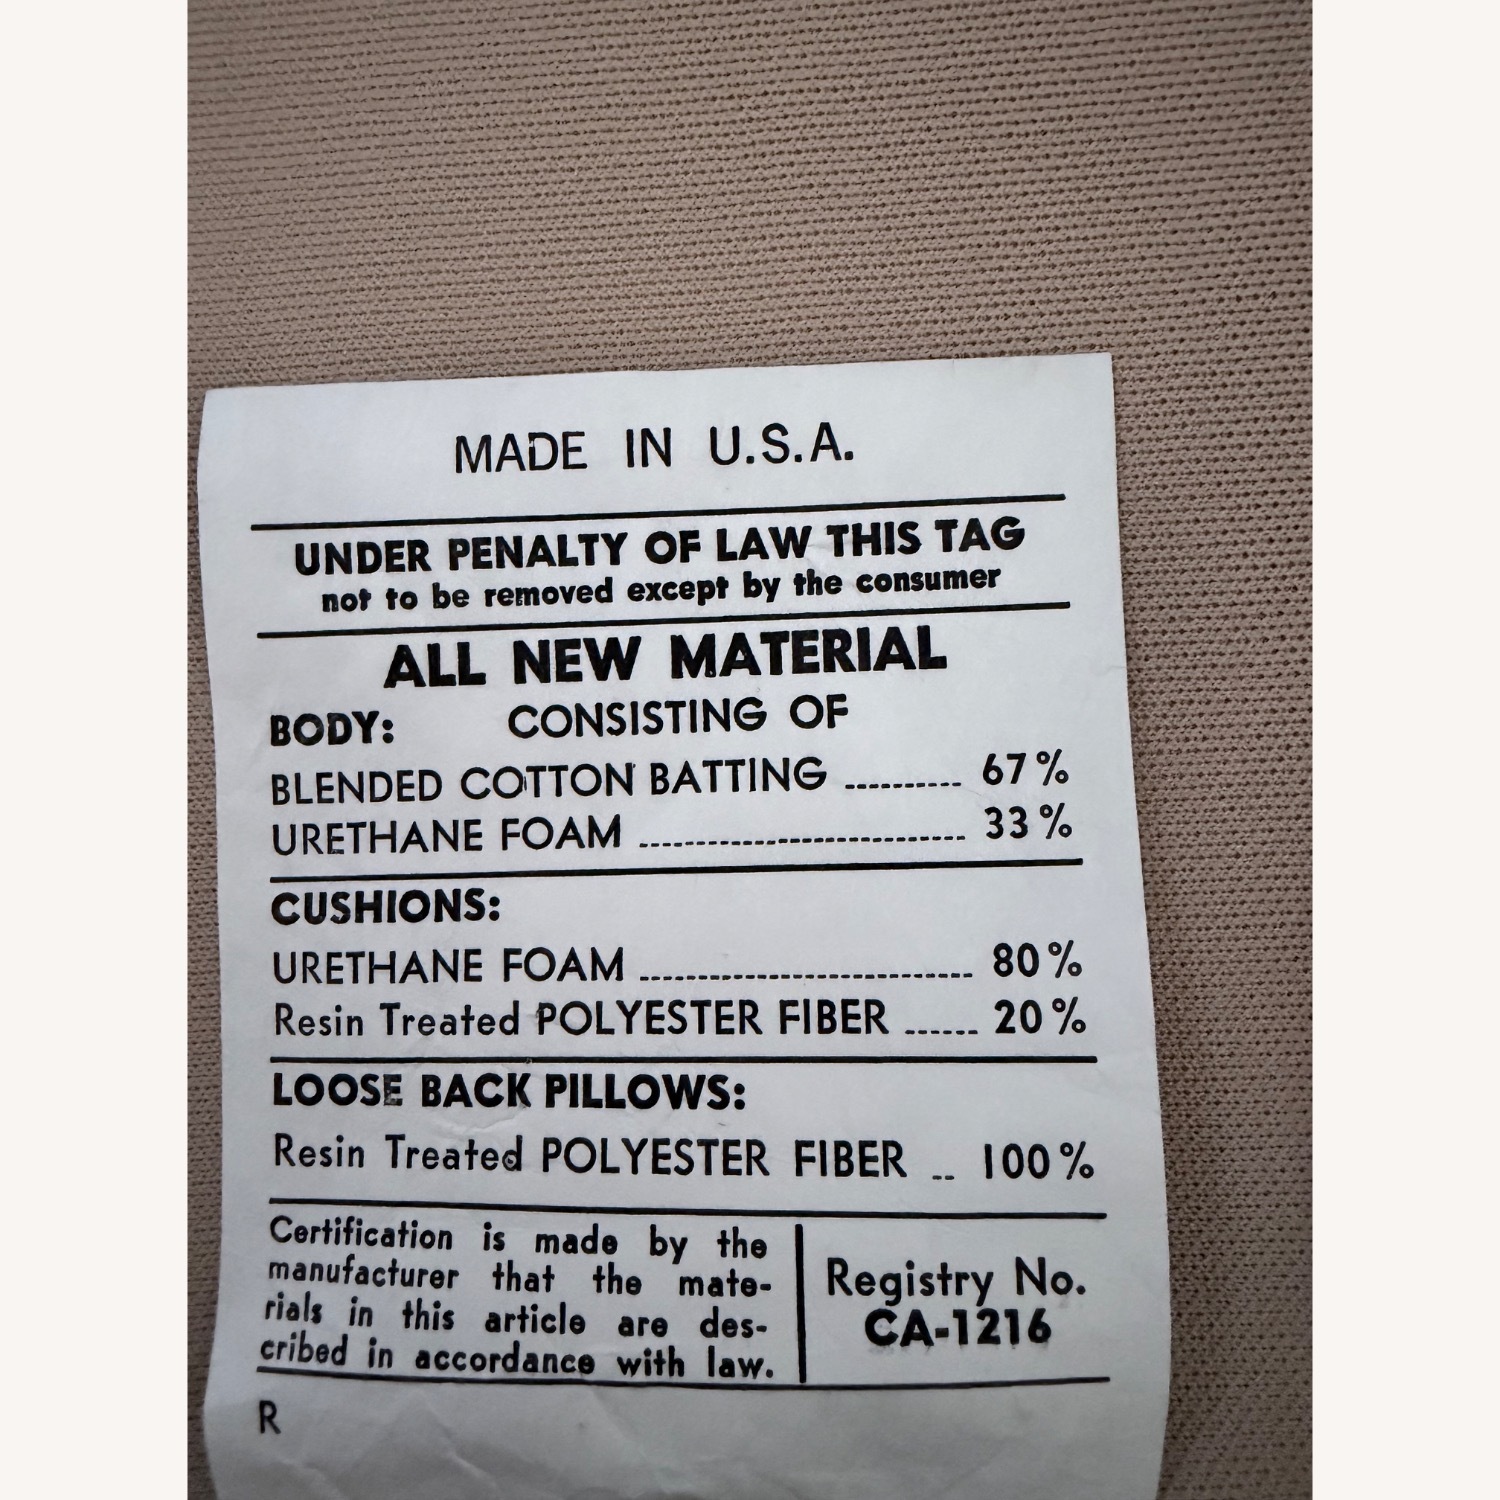 MADE IN U.S.A.
UNDER PENALTY OF LAW THIS TAG
not to be removed except by the consumer
ALL NEW MATERIAL
BODY: CONSISTING OF
BLENDED COTTON BATTING .......... 67%
URETHANE FOAM ............................ 33%
CUSHIONS:
URETHANE FOAM ............................ 80%
Resin Treated POLYESTER FIBER ...... 20%
LOOSE BACK PILLOWS:
Resin Treated POLYESTER FIBER .. 100%
Certification is made by the
manufacturer that the mate-
rials in this article are des-
cribed in accordance with law.
Registry No.
CA-1216
R